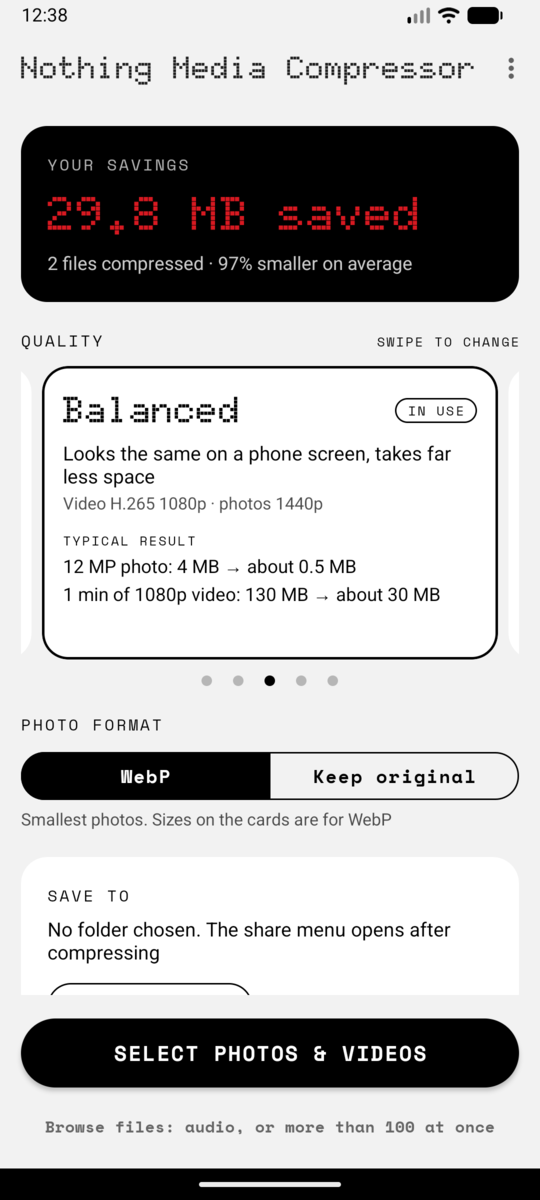 12:38
Nothing Media Compressor
YOUR SAVINGS
29.8 MB saved
2 files compressed · 97% smaller on average
QUALITY
SWIPE TO CHANGE
Balanced
IN USE
Looks the same on a phone screen, takes far
less space
Video H.265 1080p · photos 1440p
TYPICAL RESULT
12 MP photo: 4 MB → about 0.5 MB
1 min of 1080p video: 130 MB → about 30 MB
PHOTO FORMAT
WebP
Keep original
Smallest photos. Sizes on the cards are for WebP
SAVE TO
No folder chosen. The share menu opens after
compressing
SELECT PHOTOS & VIDEOS
Browse files: audio, or more than 100 at once